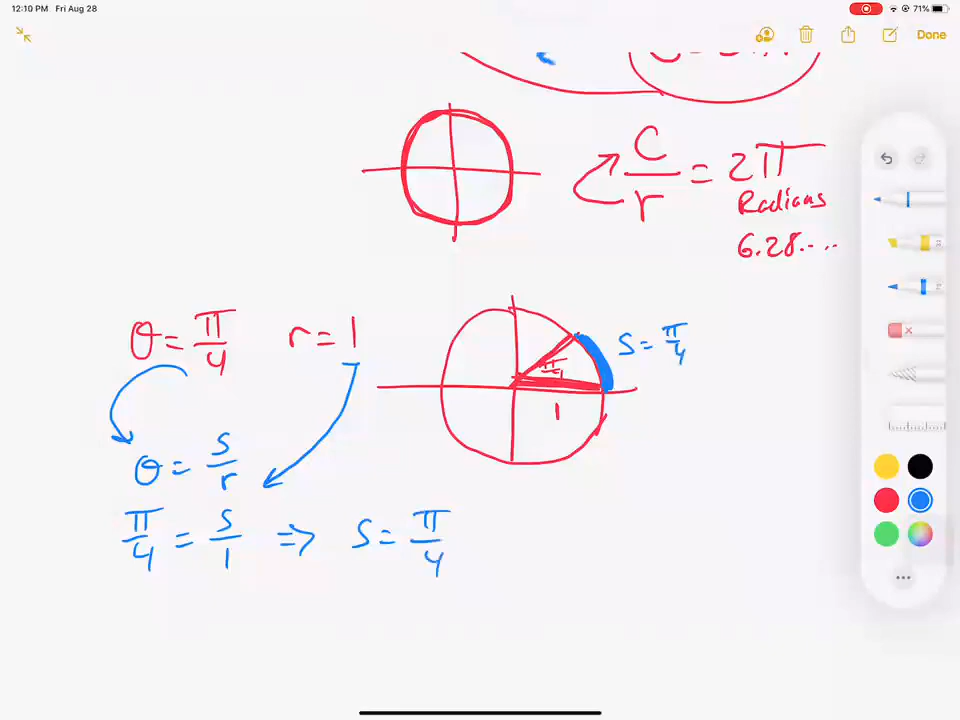 12:10 PM Fri Aug 28
71%
Done
C/r = 2π
Radians
6.28....
θ = π/4 r = 1
π/4
1
S = π/4
θ = s/r
π/4 = s/1 ⇒ S = π/4